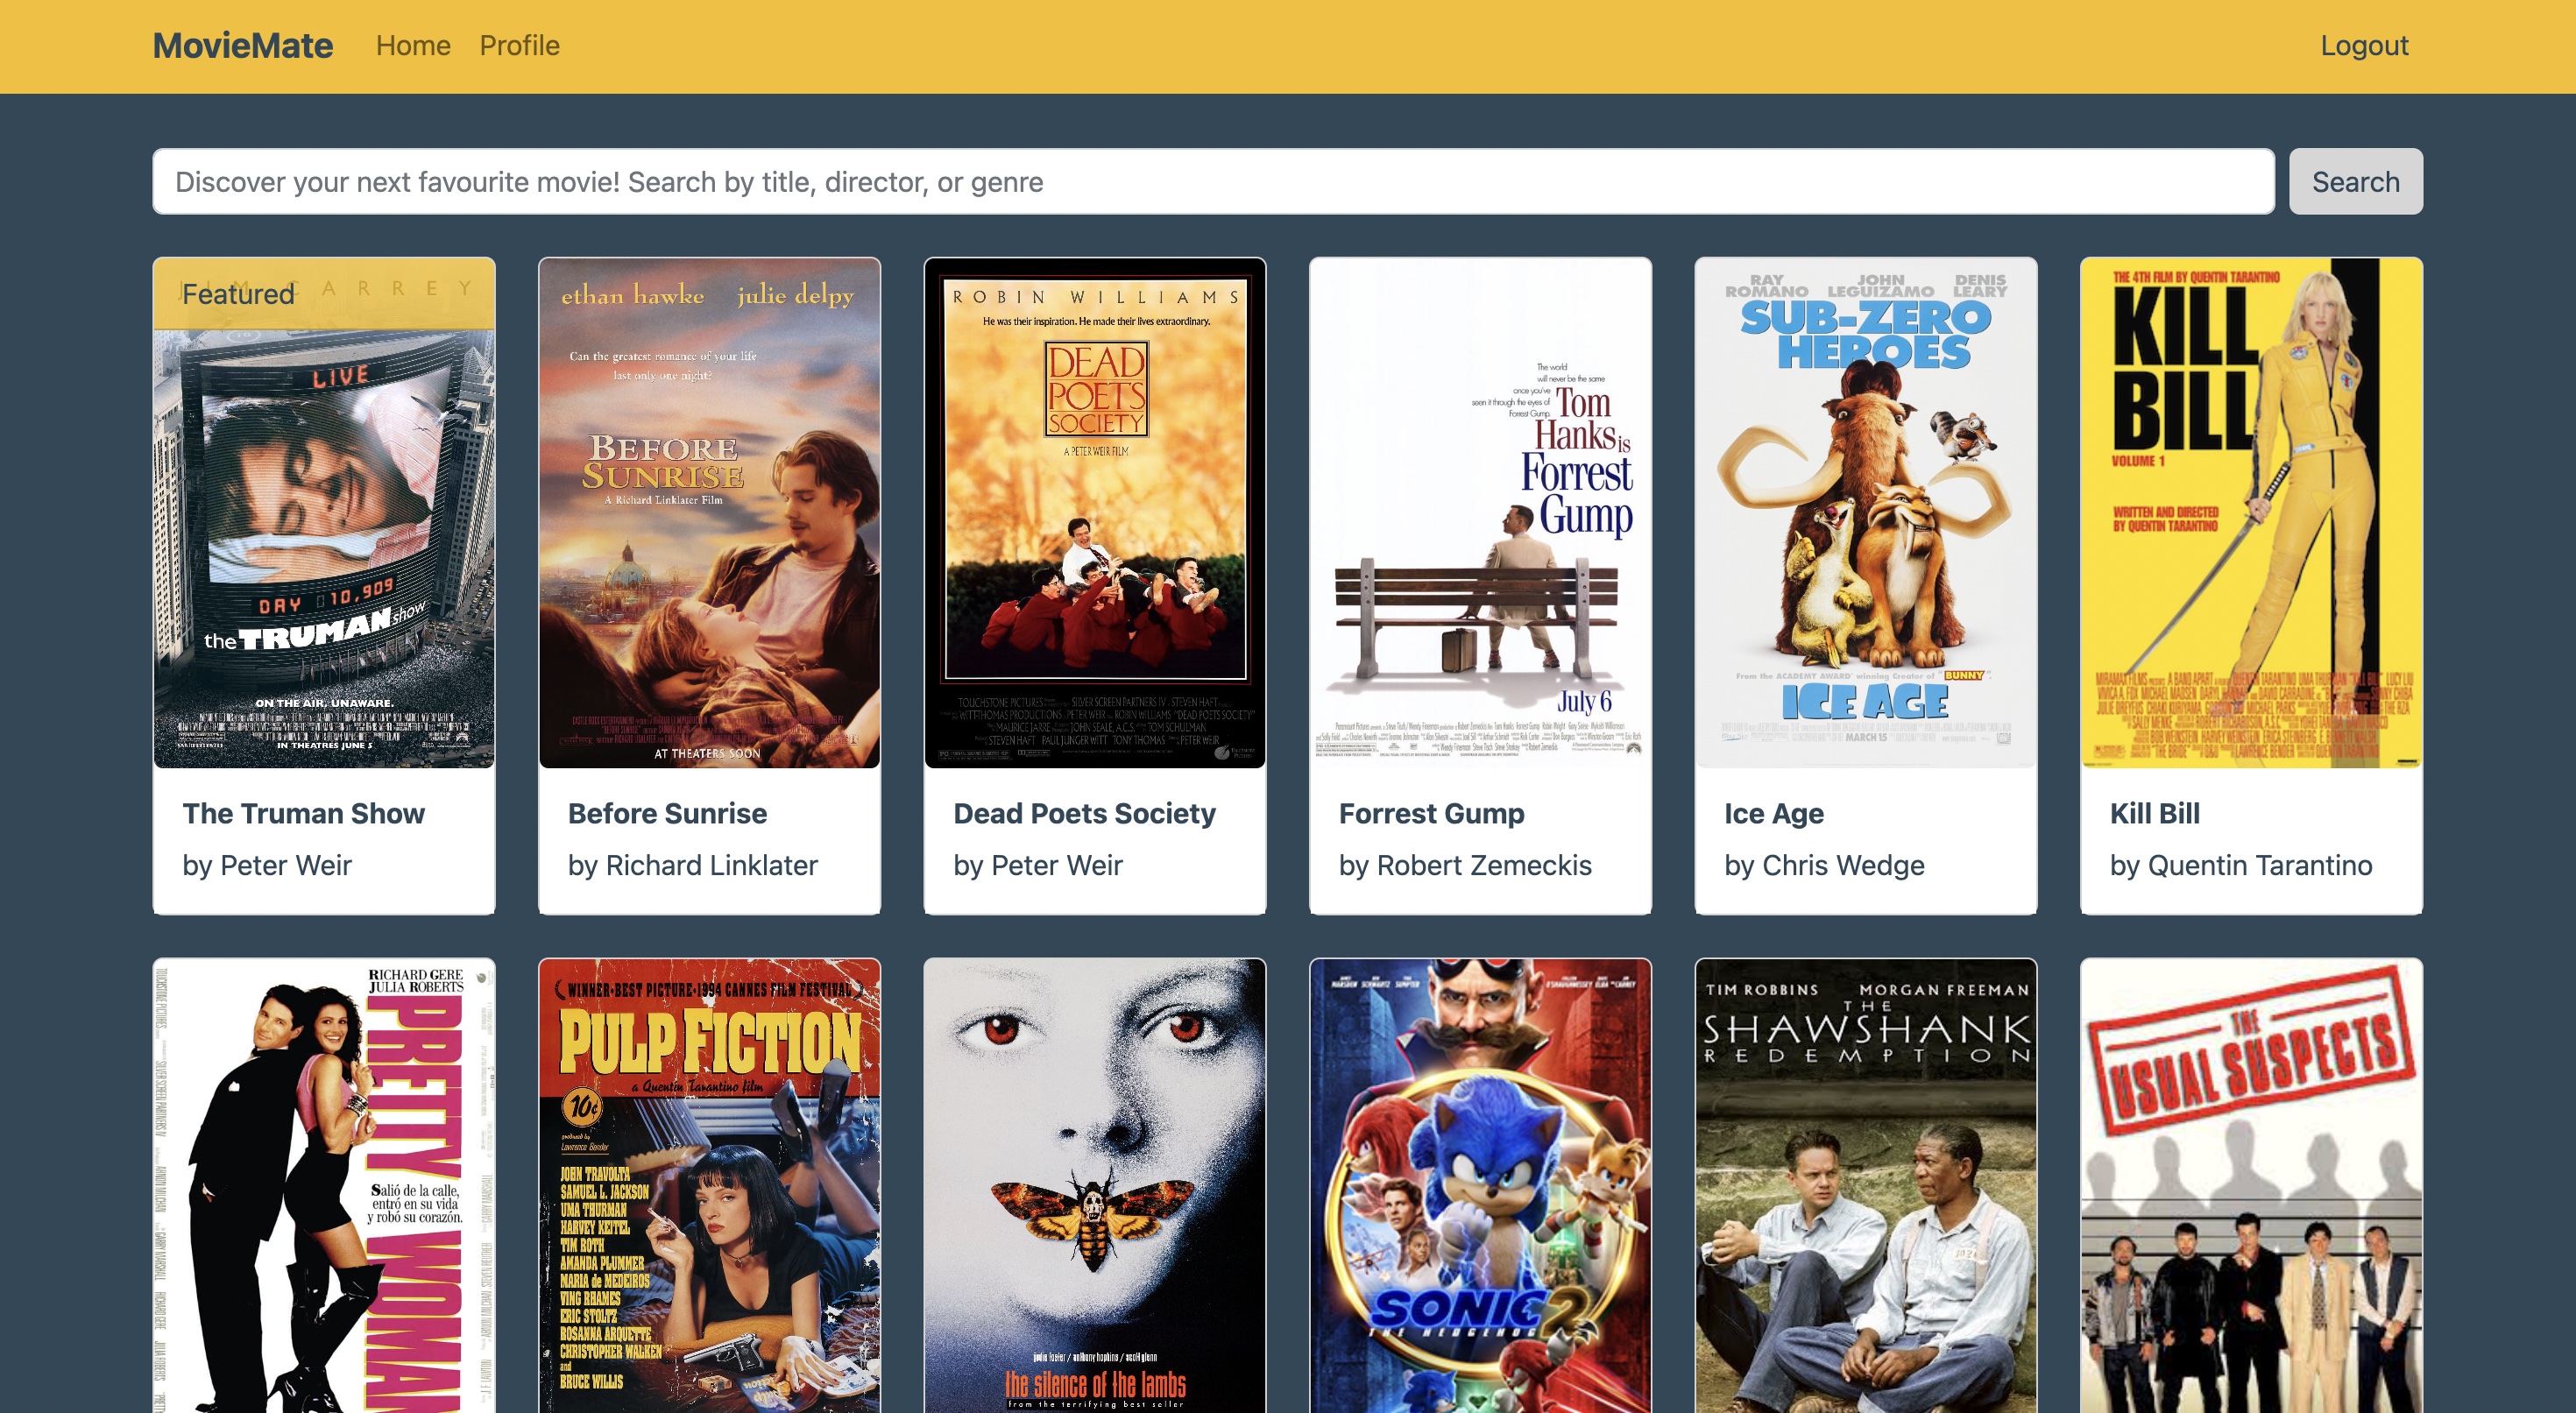 MovieMate
Home
Profile
Logout
Discover your next favourite movie! Search by title, director, or genre
Search
JIM CARREY
Featured
LIVE
DAY 10,909
the TRUMAN show
ON THE AIR, UNAWARE.
IN THEATRES JUNE 5
The Truman Show
by Peter Weir
ethan hawke julie delpy
Can the greatest romance of your life
last only one night?
BEFORE
SUNRISE
A Richard Linklater Film
AT THEATERS SOON
Before Sunrise
by Richard Linklater
ROBIN WILLIAMS
He was their inspiration. He made their lives extraordinary.
DEAD
POETS
SOCIETY
A PETER WEIR FILM
Dead Poets Society
by Peter Weir
The world
will never be the same
once you've
seen it through the eyes of
Forrest Gump.
Tom
Hanks is
Forrest
Gump
July 6
Forrest Gump
by Robert Zemeckis
RAY JOHN DENIS
ROMANO LEGUIZAMO LEARY
SUB-ZERO
HEROES
From the ACADEMY AWARD winning Creator of "BUNNY".
ICE AGE
MARCH 15
Ice Age
by Chris Wedge
THE 4TH FILM BY QUENTIN TARANTINO
KILL
BILL
VOLUME 1
WRITTEN AND DIRECTED
BY QUENTIN TARANTINO
Kill Bill
by Quentin Tarantino
RICHARD GERE
JULIA ROBERTS
PRETTY WOMAN
Salió de la calle,
entró en su vida
y robó su corazón.
WINNER·BEST PICTURE·1994 CANNES FILM FESTIVAL
PULP FICTION
a Quentin Tarantino film
10¢
produced by
Lawrence Bender
JOHN TRAVOLTA
SAMUEL L. JACKSON
UMA THURMAN
HARVEY KEITEL
TIM ROTH
AMANDA PLUMMER
MARIA de MEDEIROS
VING RHAMES
ERIC STOLTZ
ROSANNA ARQUETTE
CHRISTOPHER WALKEN
and
BRUCE WILLIS
jodie foster / anthony hopkins / scott glenn
the silence of the lambs
from the terrifying best seller
SONIC 2
THE HEDGEHOG
TIM ROBBINS MORGAN FREEMAN
THE
SHAWSHANK
REDEMPTION
THE
USUAL SUSPECTS